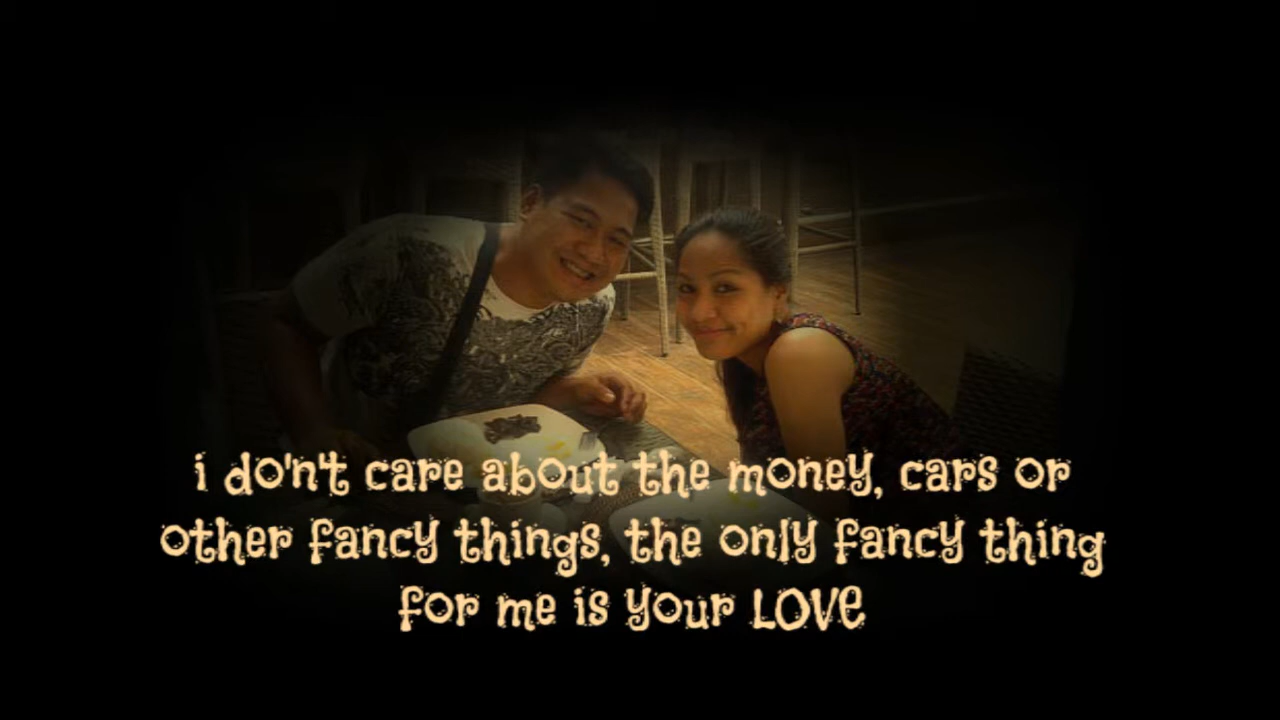 i don't care about the money, cars or
other fancy things, the only fancy thing
for me is your LOVE